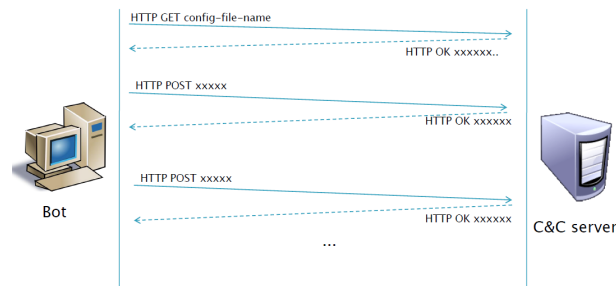 HTTP GET config-file-name
HTTP OK xxxxxx..
HTTP POST xxxxx
HTTP OK xxxxxx
HTTP POST xxxxx
HTTP OK xxxxxx
Bot
C&C server
...